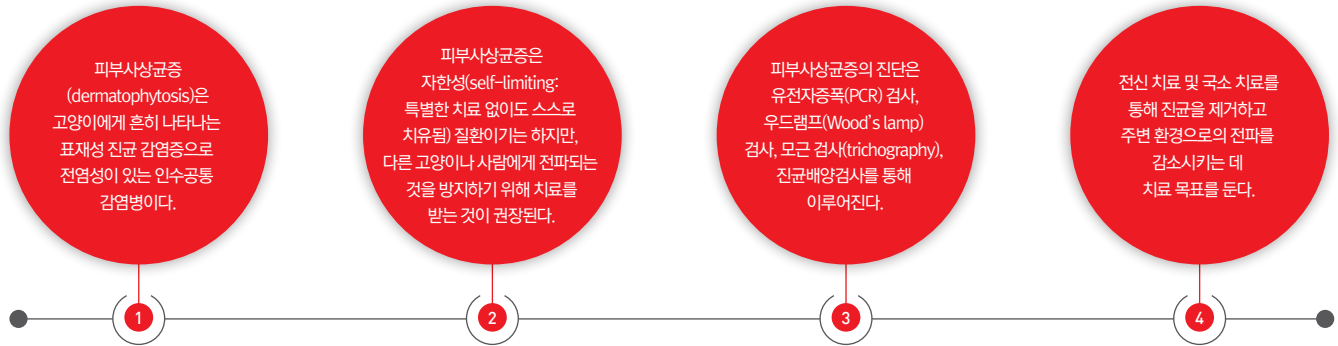 피부사상균증
(dermatophytosis)은
고양이에게 흔히 나타나는
표재성 진균 감염증으로
전염성이 있는 인수공통
감염병이다.
1
피부사상균증은
자한성(self-limiting:
특별한 치료 없이도 스스로
치유됨) 질환이기는 하지만,
다른 고양이나 사람에게 전파되는
것을 방지하기 위해 치료를
받는 것이 권장된다.
2
피부사상균증의 진단은
유전자증폭(PCR) 검사,
우드램프(Wood's lamp)
검사, 모근 검사(trichography),
진균배양검사를 통해
이루어진다.
3
전신 치료 및 국소 치료를
통해 진균을 제거하고
주변 환경으로의 전파를
감소시키는 데
치료 목표를 둔다.
4